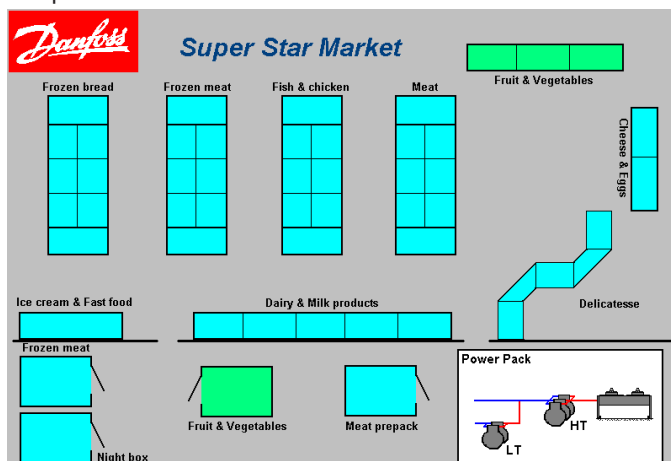 Danfoss
Super Star Market
Fruit & Vegetables
Frozen bread
Frozen meat
Fish & chicken
Meat
Cheese & Eggs
Ice cream & Fast food
Dairy & Milk products
Delicatesse
Frozen meat
Power Pack
Fruit & Vegetables
Meat prepack
HT
LT
Night box